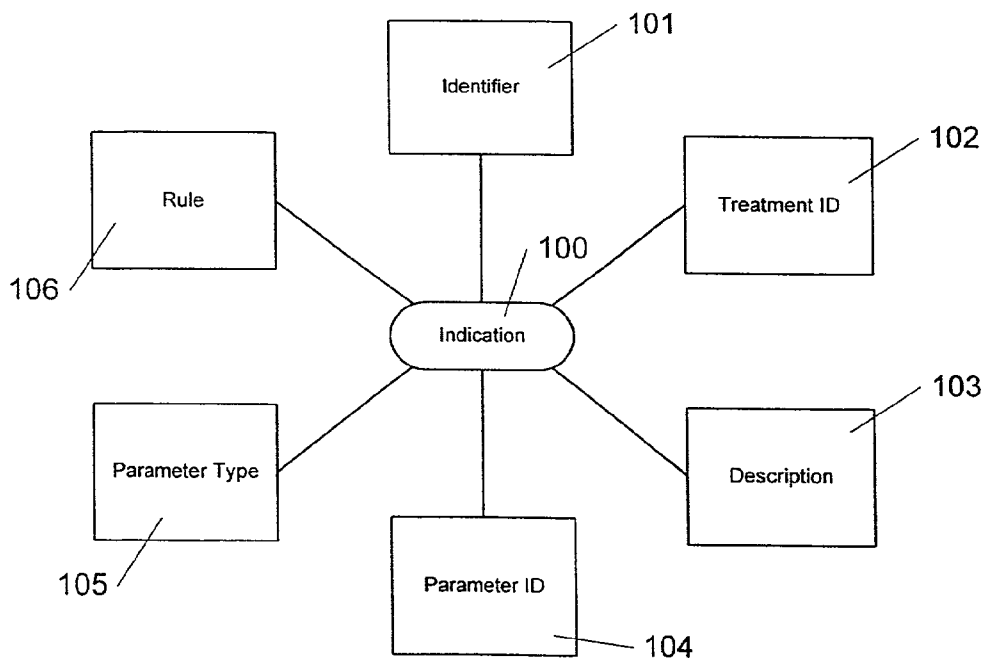 101
Identifier
102
Treatment ID
Rule
106
100
Indication
103
Description
Parameter Type
105
Parameter ID
104